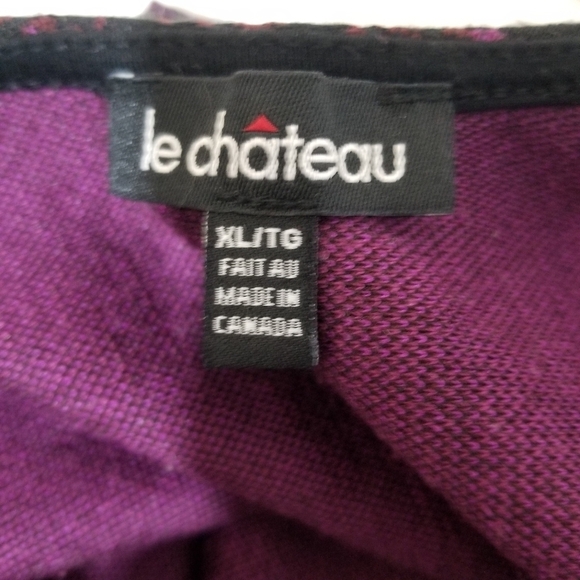 le château
XL/TG
FAIT AU
MADE IN
CANADA